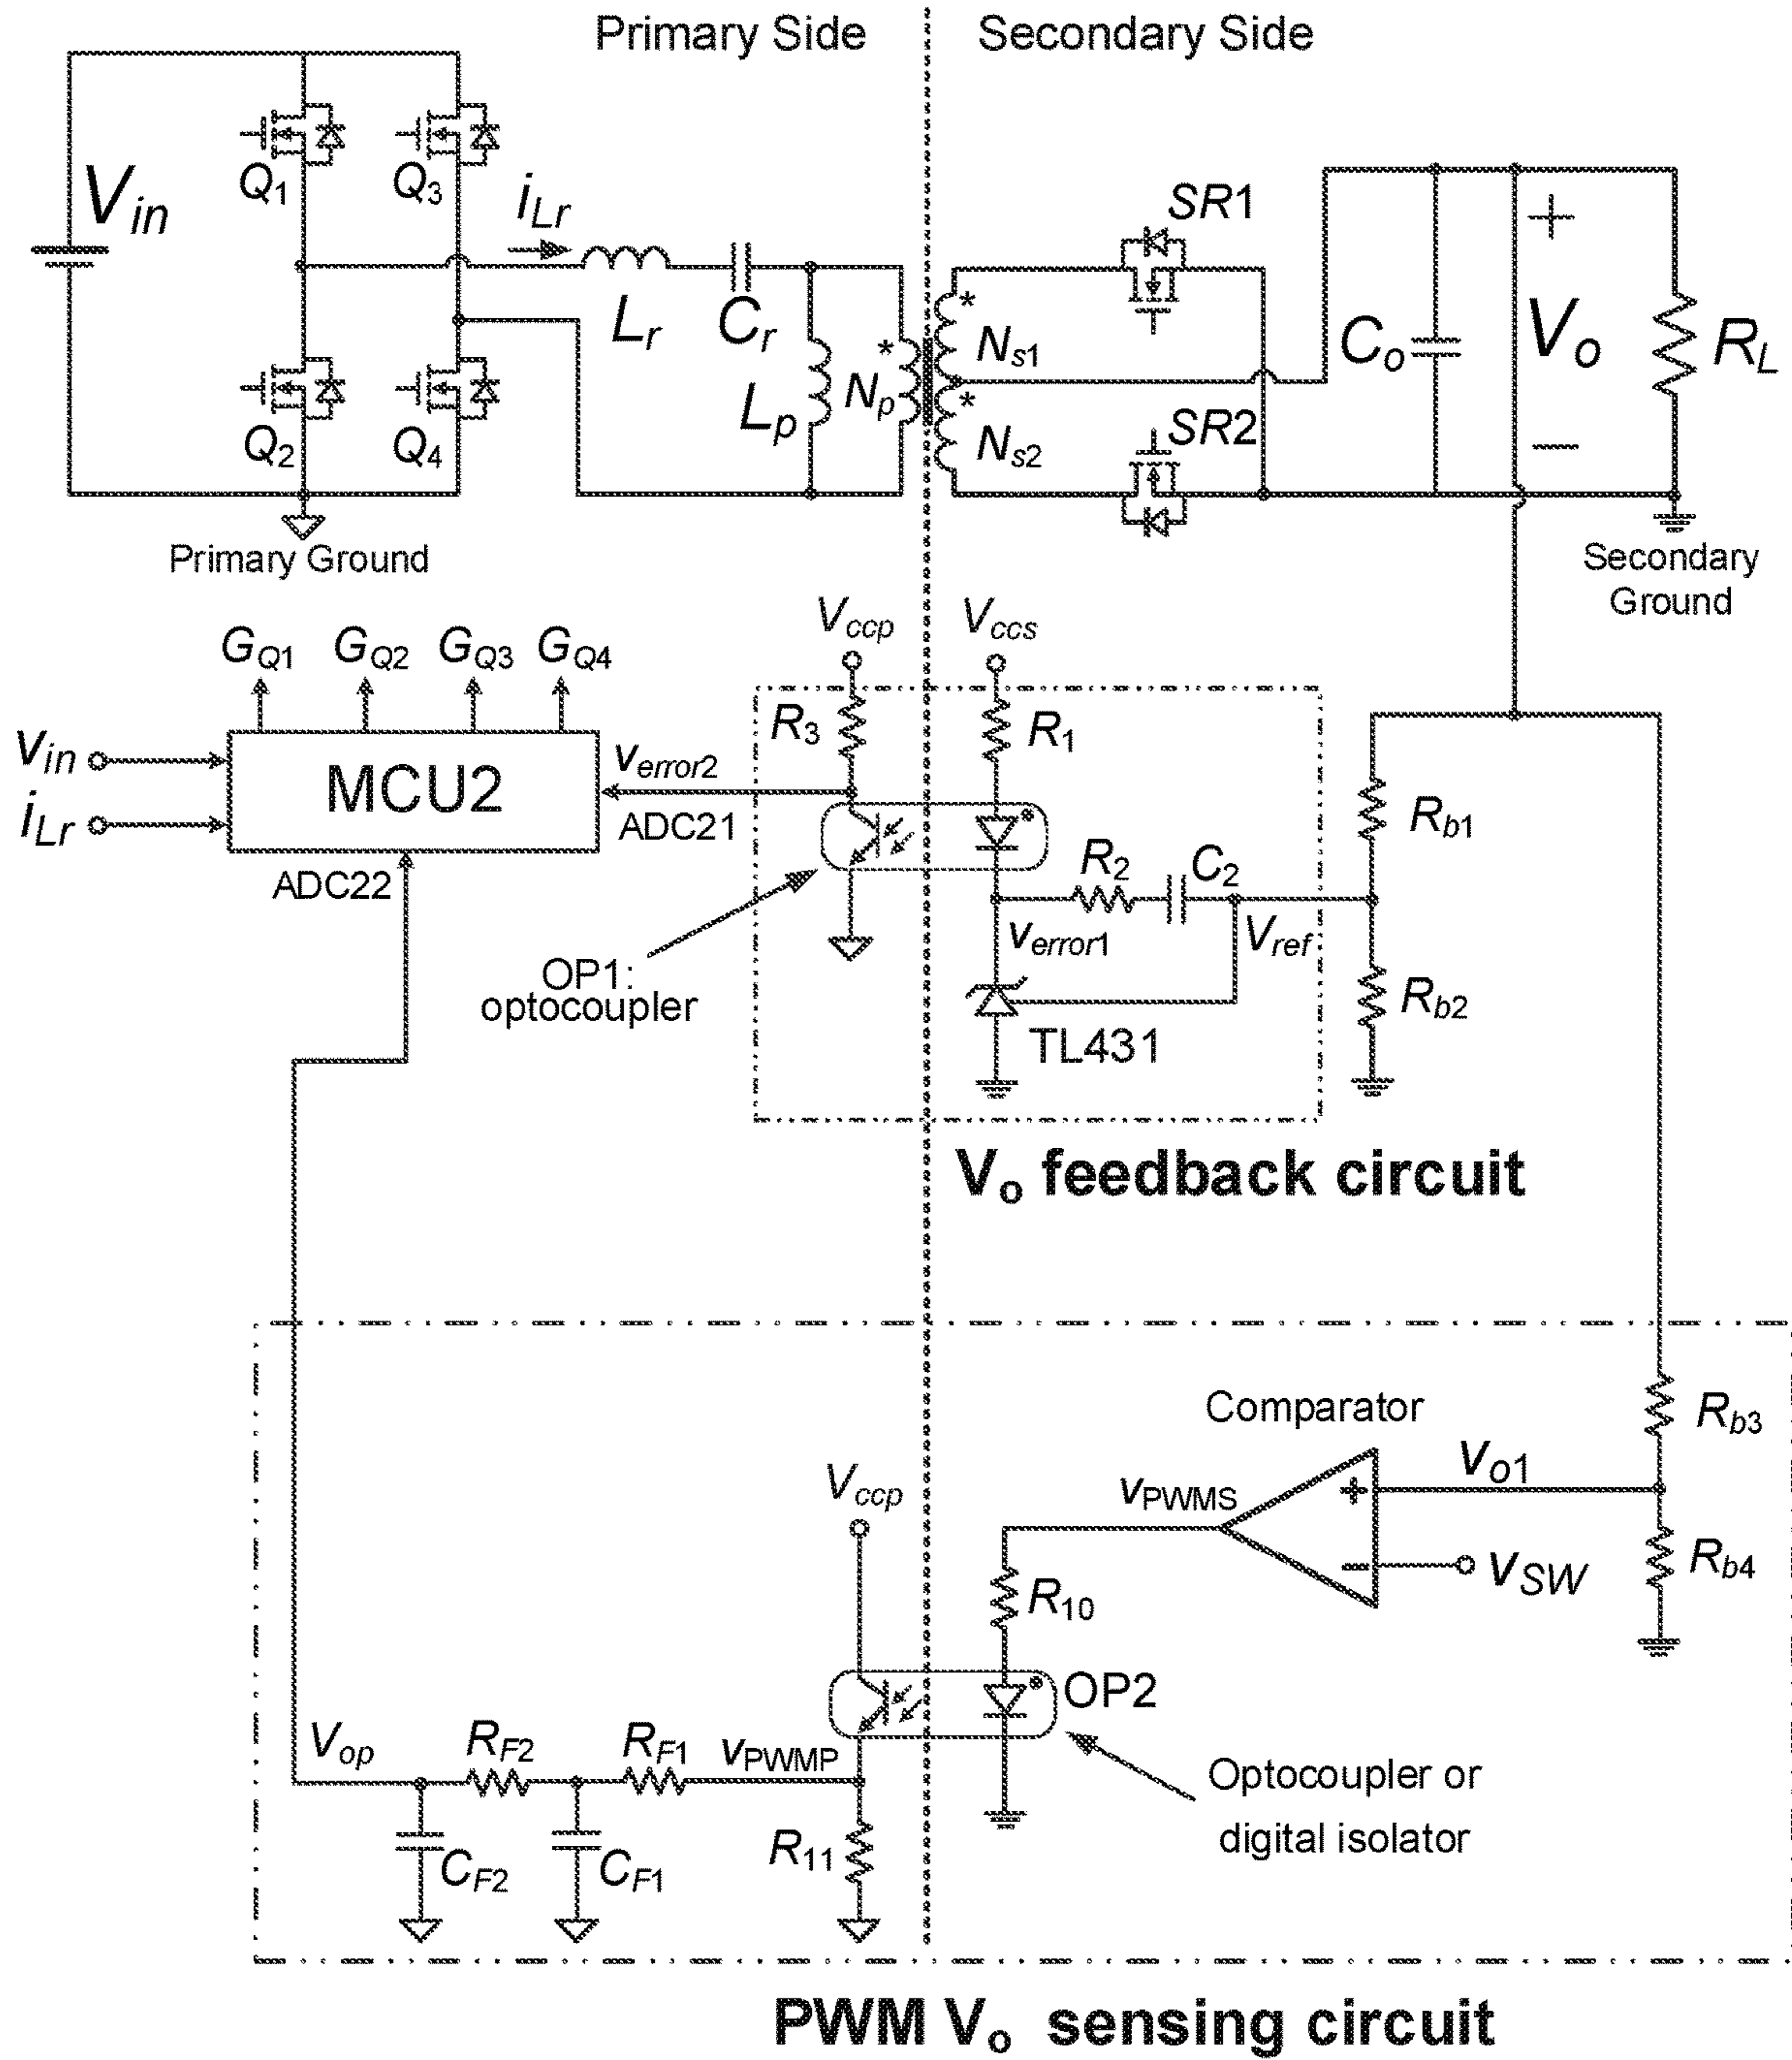 Primary Side
Secondary Side
Vin
Q1
Q3
iLr
Lr
Cr
Q2
Q4
Lp
*
Np
*
Ns1
*
Ns2
SR1
SR2
Co
+
Vo
−
RL
Primary Ground
Secondary
Ground
GQ1
GQ2
GQ3
GQ4
vin
iLr
MCU2
ADC22
verror2
ADC21
Vccp
Vccs
R3
R1
R2
C2
verror1
Vref
TL431
OP1:
optocoupler
Rb1
Rb2
Vo feedback circuit
Comparator
Rb3
vo1
+
−
vSW
Rb4
vPWMS
Vccp
R10
OP2
Optocoupler or
digital isolator
Vop
RF2
RF1
vPWMP
CF2
CF1
R11
PWM Vo sensing circuit